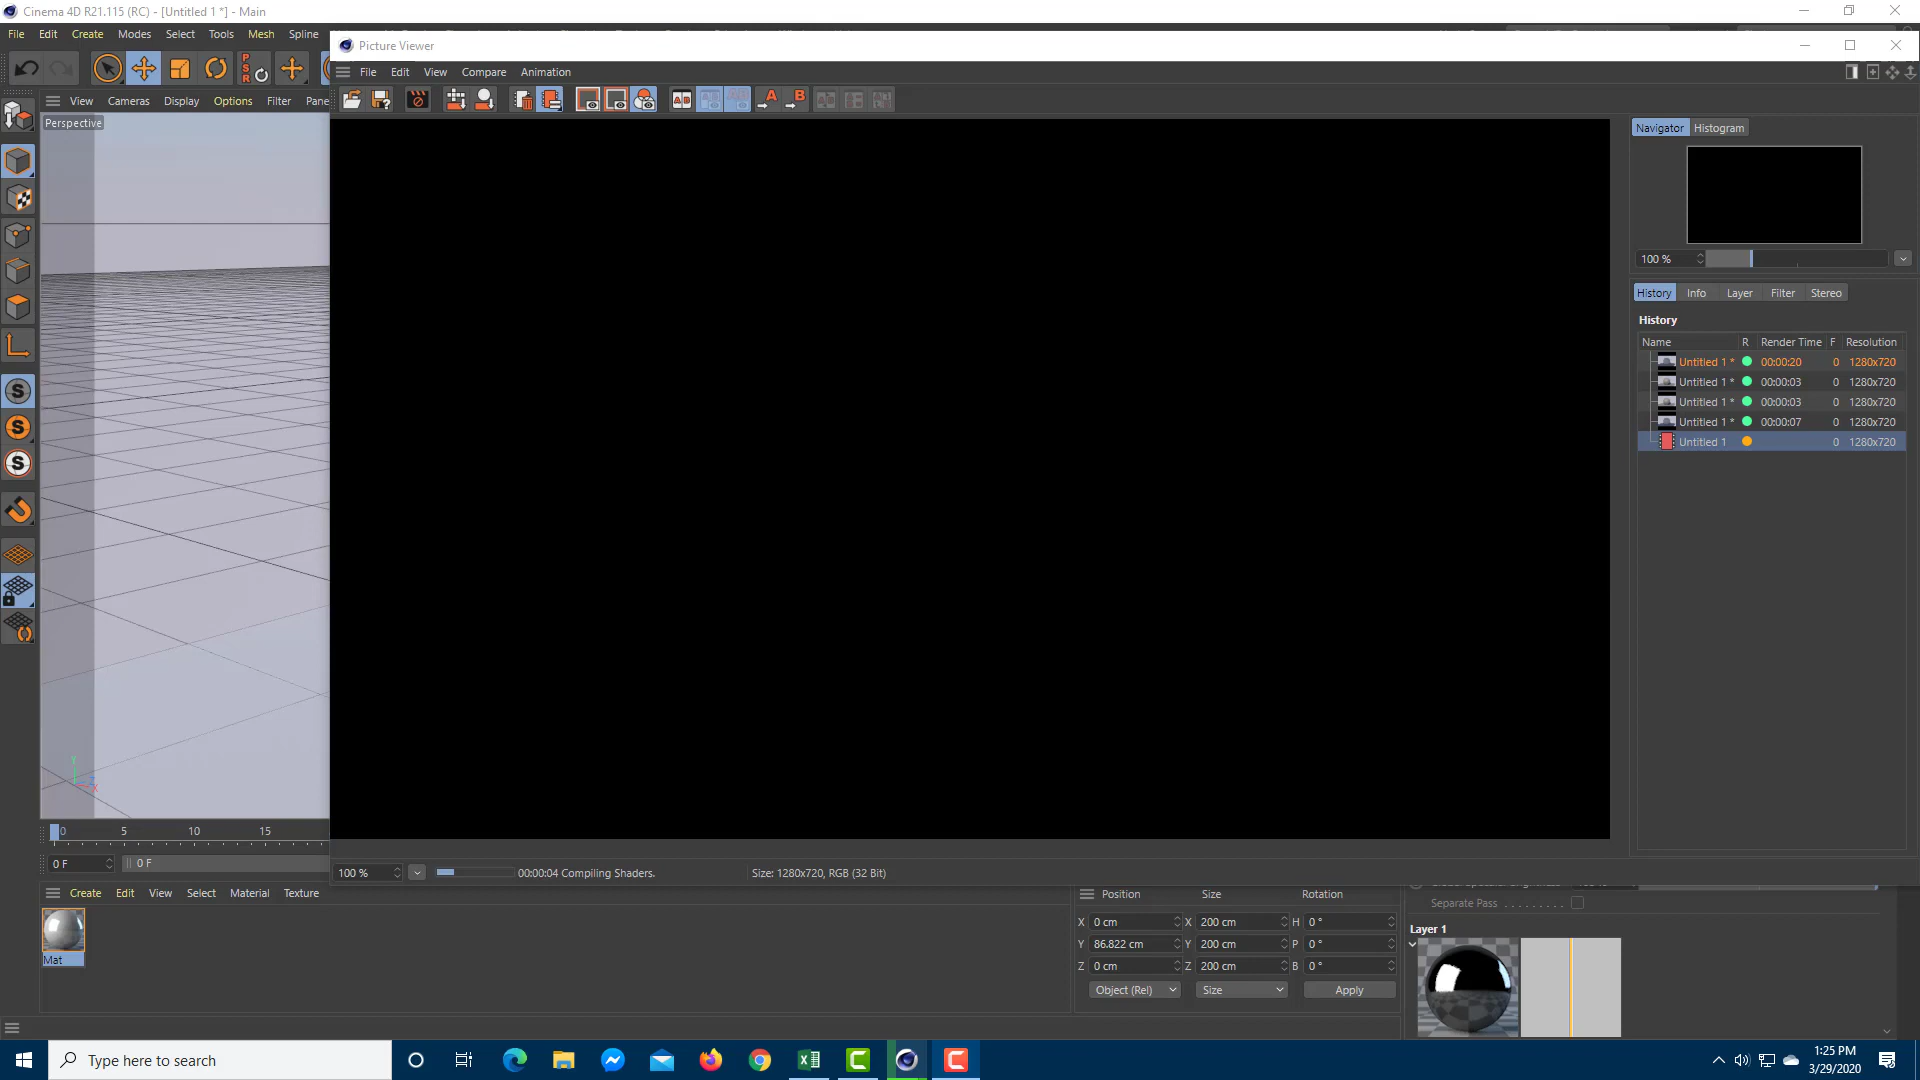 Cinema 4D R21.115 (RC) - [Untitled 1 *] - Main
File Edit Create Modes Select Tools Mesh Spline
Picture Viewer
File Edit View Compare Animation
View Cameras Display Options Filter Pane
Perspective
Navigator Histogram
100 %
History Info Layer Filter Stereo
History
Name R Render Time F Resolution
Untitled 1 * 00:00:20 0 1280x720
Untitled 1 * 00:00:03 0 1280x720
Untitled 1 * 00:00:03 0 1280x720
Untitled 1 * 00:00:07 0 1280x720
Untitled 1 0 1280x720
0 5 10 15
0 F 0 F
100 % 00:00:04 Compiling Shaders. Size: 1280x720, RGB (32 Bit)
Create Edit View Select Material Texture
Mat
Position Size Rotation
X 0 cm X 200 cm H 0 °
Y 86.822 cm Y 200 cm P 0 °
Z 0 cm Z 200 cm B 0 °
Object (Rel) Size Apply
Separate Pass . . . . . . . . .
Layer 1
Type here to search
1:25 PM
3/29/2020